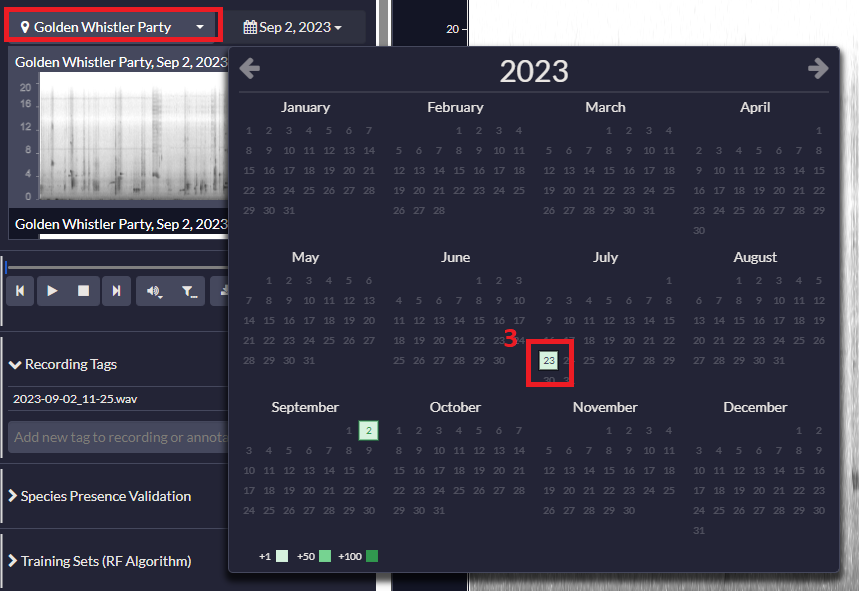 Golden Whistler Party
Sep 2, 2023
Golden Whistler Party, Sep 2, 2023
20
16
12
8
4
0
Golden Whistler Party, Sep 2, 2023
Recording Tags
2023-09-02_11-25.wav
Add new tag to recording or annota
Species Presence Validation
Training Sets (RF Algorithm)
20
2023
January
1 2 3 4 5 6 7
8 9 10 11 12 13 14
15 16 17 18 19 20 21
22 23 24 25 26 27 28
29 30 31
February
1 2 3 4
5 6 7 8 9 10 11
12 13 14 15 16 17 18
19 20 21 22 23 24 25
26 27 28
March
1 2 3 4
5 6 7 8 9 10 11
12 13 14 15 16 17 18
19 20 21 22 23 24 25
26 27 28 29 30 31
April
1
2 3 4 5 6 7 8
9 10 11 12 13 14 15
16 17 18 19 20 21 22
23 24 25 26 27 28 29
30
May
1 2 3 4 5 6
7 8 9 10 11 12 13
14 15 16 17 18 19 20
21 22 23 24 25 26 27
28 29 30 31
June
1 2 3
4 5 6 7 8 9 10
11 12 13 14 15 16 17
18 19 20 21 22 23 24
25 26 27 28 29 30
3
July
1
2 3 4 5 6 7 8
9 10 11 12 13 14 15
16 17 18 19 20 21 22
23 25 26 27 28 29
30
August
1 2 3 4 5
6 7 8 9 10 11 12
13 14 15 16 17 18 19
20 21 22 23 24 25 26
27 28 29 30 31
September
1 2
3 4 5 6 7 8 9
10 11 12 13 14 15 16
17 18 19 20 21 22 23
24 25 26 27 28 29 30
October
1 2 3 4 5 6 7
8 9 10 11 12 13 14
15 16 17 18 19 20 21
22 23 24 25 26 27 28
29 30 31
November
1 2 3 4
5 6 7 8 9 10 11
12 13 14 15 16 17 18
19 20 21 22 23 24 25
26 27 28 29 30
December
1 2
3 4 5 6 7 8 9
10 11 12 13 14 15 16
17 18 19 20 21 22 23
24 25 26 27 28 29 30
31
+1 +50 +100